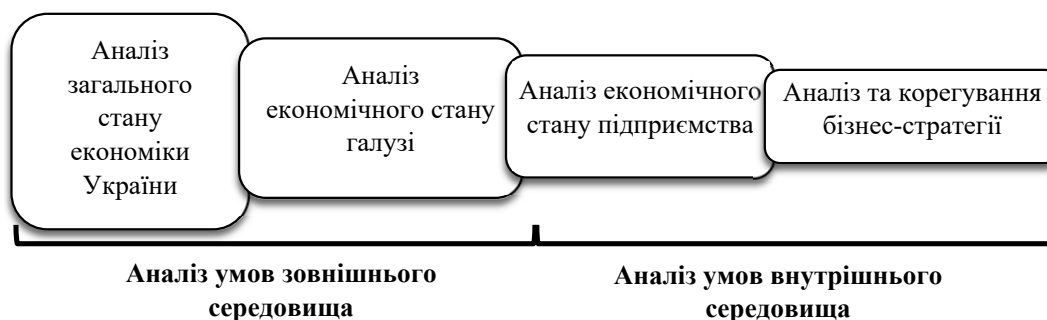 Аналіз
загального
стану
економіки
України
Аналіз
економічного стану
галузі
Аналіз економічного
стану підприємства
Аналіз та корегування
бізнес-стратегії
Аналіз умов зовнішнього
середовища
Аналіз умов внутрішнього
середовища